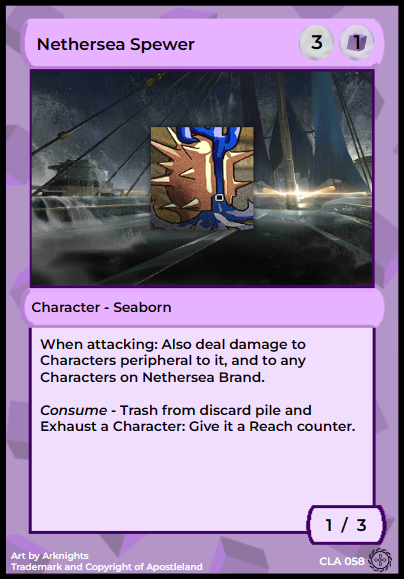 Nethersea Spewer
3 1
Character - Seaborn
When attacking: Also deal damage to
Characters peripheral to it, and to any
Characters on Nethersea Brand.
Consume - Trash from discard pile and
Exhaust a Character: Give it a Reach counter.
1 / 3
Art by Arknights
Trademark and Copyright of Apostleland
CLA 058